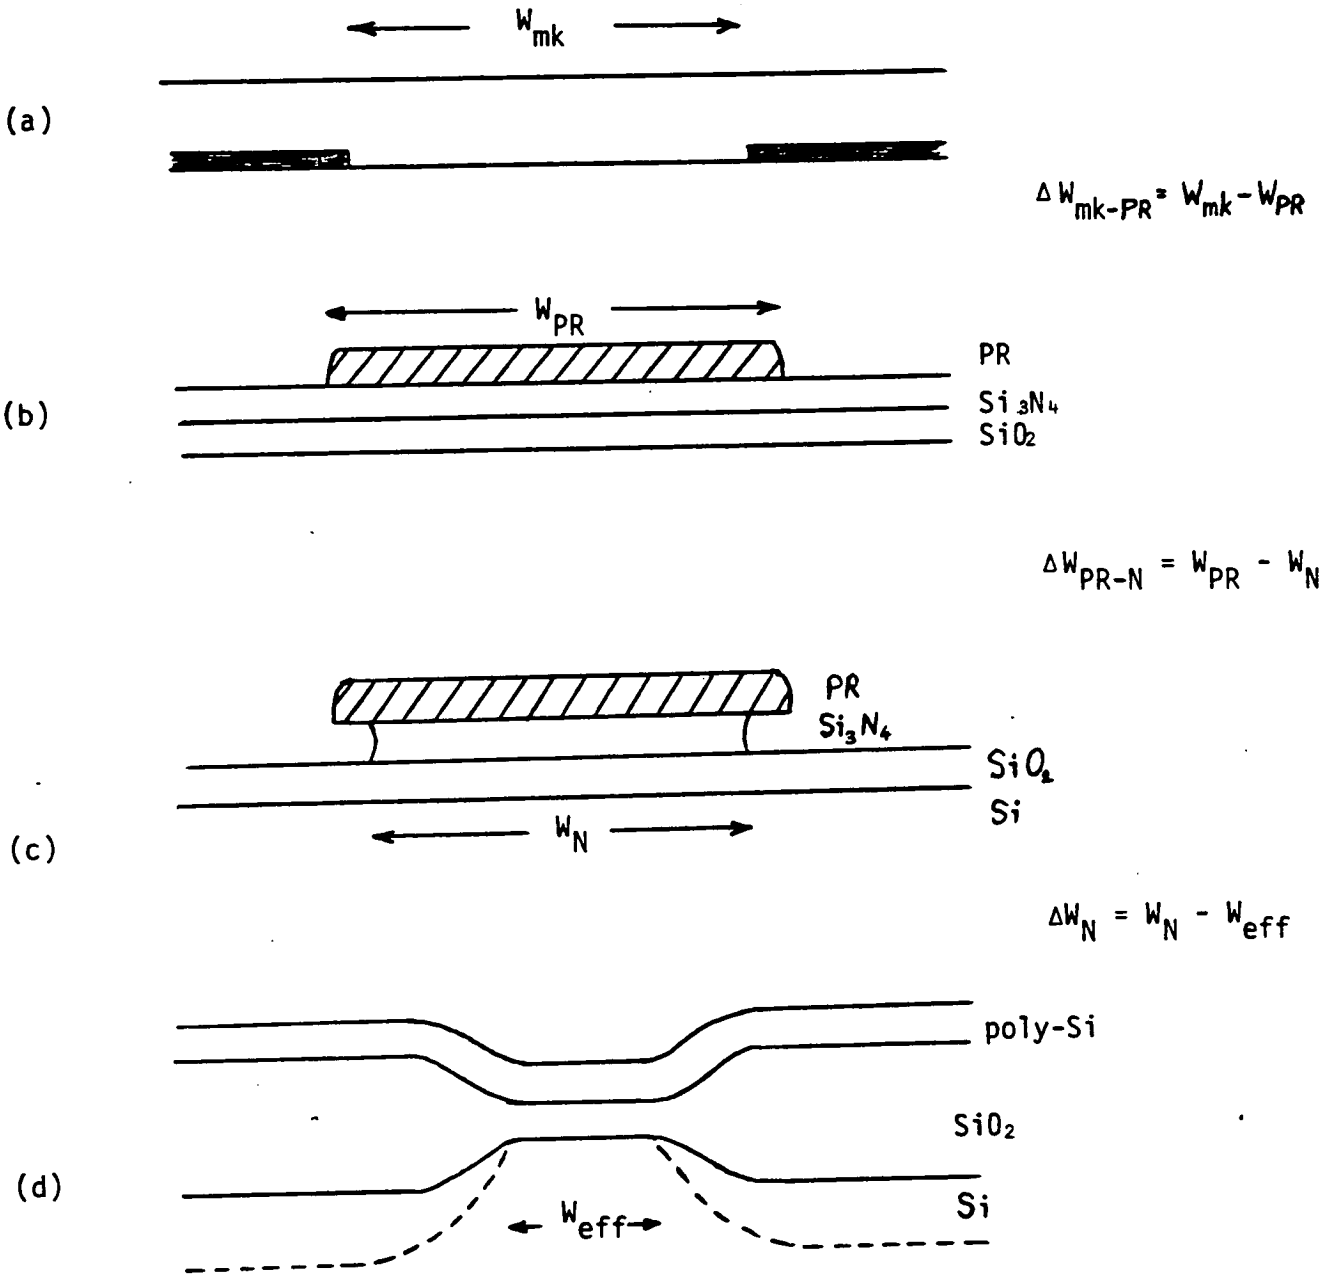 W_mk
(a)
ΔW_mk-PR = W_mk - W_PR
W_PR
PR
(b)
Si₃N₄
SiO₂
ΔW_PR-N = W_PR - W_N
PR
Si₃N₄
SiO₂
Si
W_N
(c)
ΔW_N = W_N - W_eff
poly-Si
SiO₂
(d)
Si
W_eff